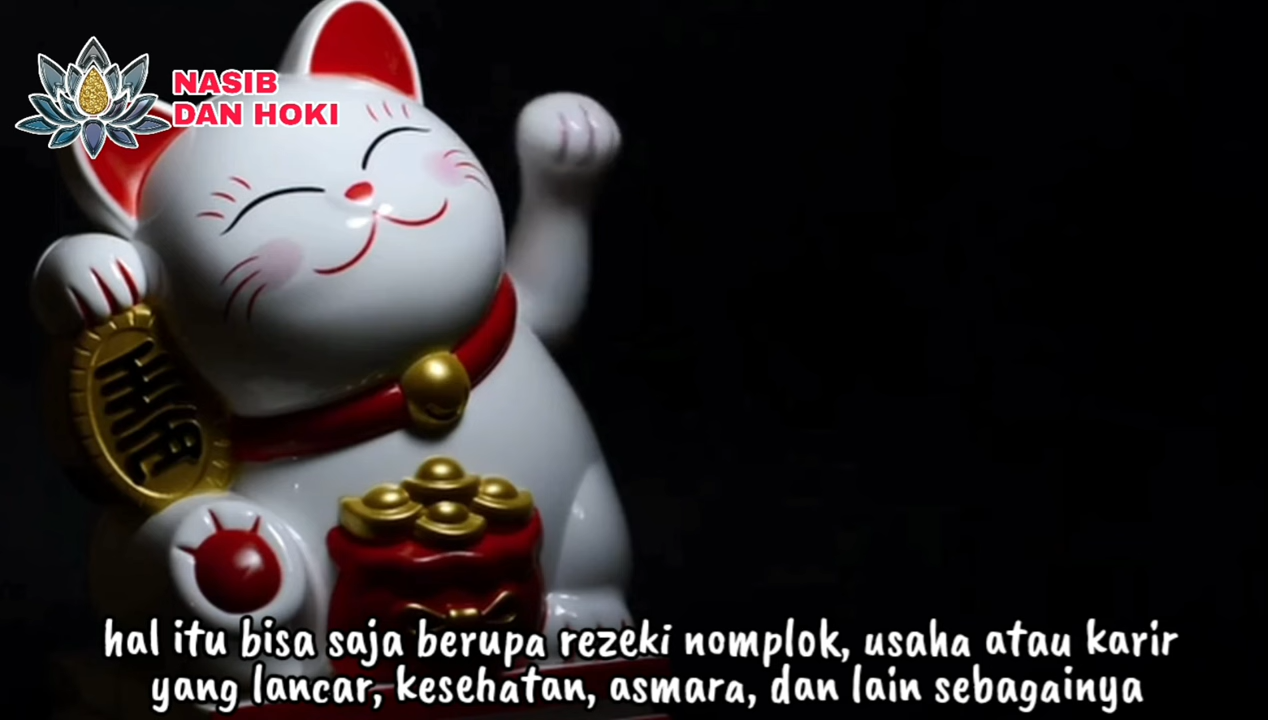 NASIB
DAN HOKI
hal itu bisa saja berupa rezeki nomplok, usaha atau karir
yang lancar, kesehatan, asmara, dan lain sebagainya